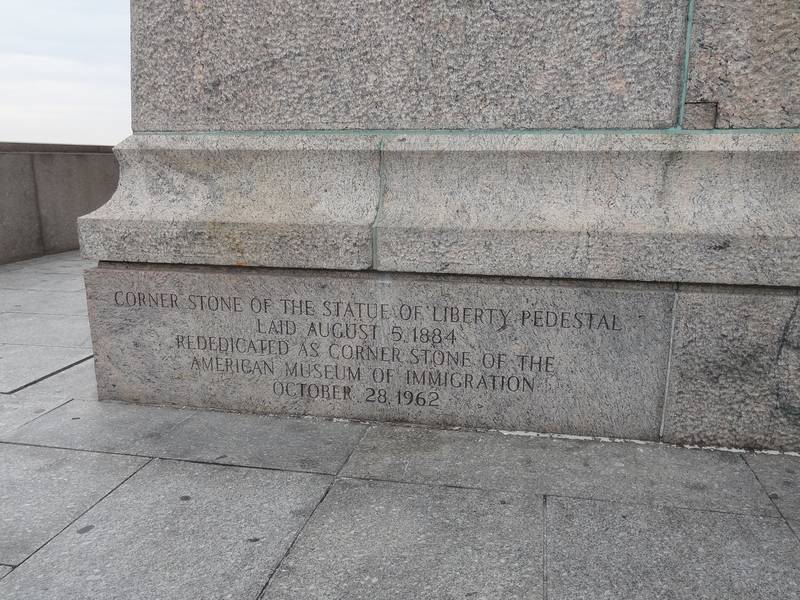 CORNER STONE OF THE STATUE OF LIBERTY PEDESTAL
LAID AUGUST 5, 1884
REDEDICATED AS CORNER STONE OF THE
AMERICAN MUSEUM OF IMMIGRATION
OCTOBER 28, 1962